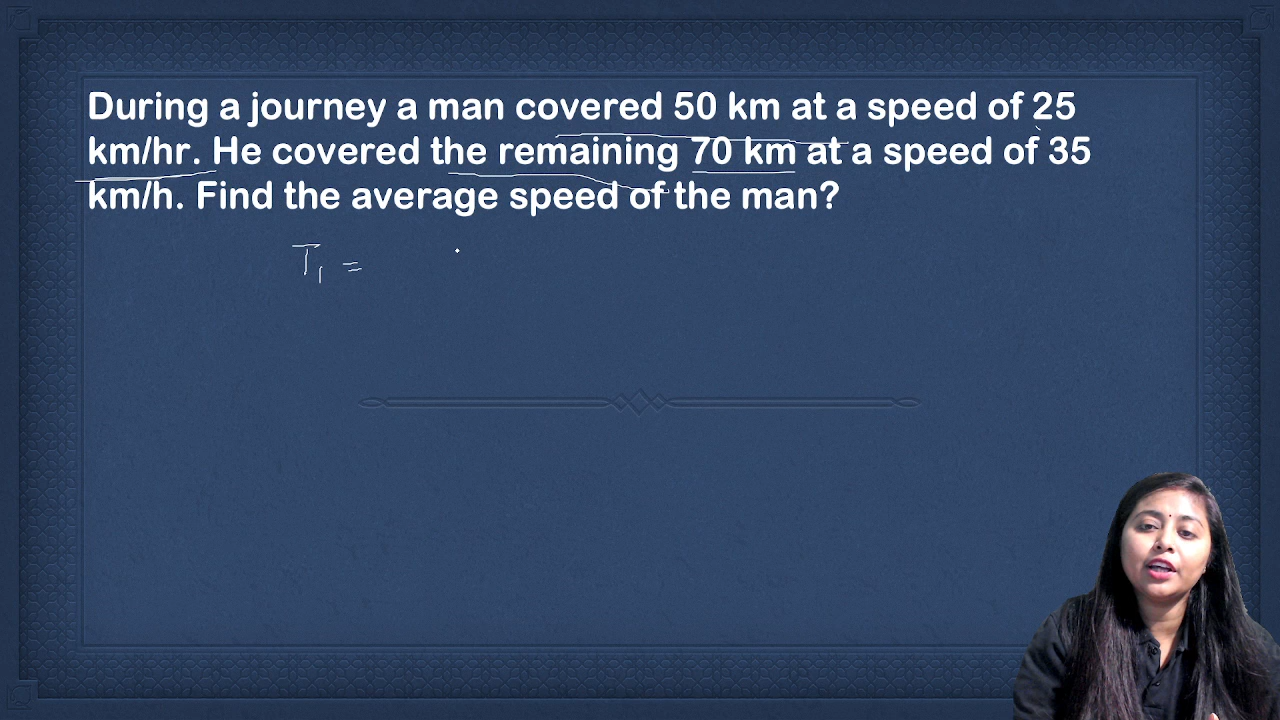 During a journey a man covered 50 km at a speed of 25
km/hr. He covered the remaining 70 km at a speed of 35
km/h. Find the average speed of the man?
T₁ =